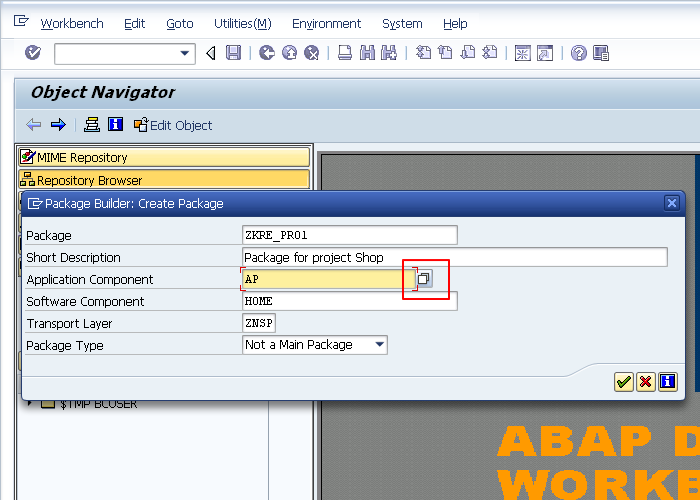 Workbench Edit Goto Utilities(M) Environment System Help
Object Navigator
Edit Object
MIME Repository
Repository Browser
Package Builder: Create Package
Package ZKRE_PR01
Short Description Package for project Shop
Application Component AP
Software Component HOME
Transport Layer ZNSP
Package Type Not a Main Package
$TMP BCUSER
ABAP D
WORKB